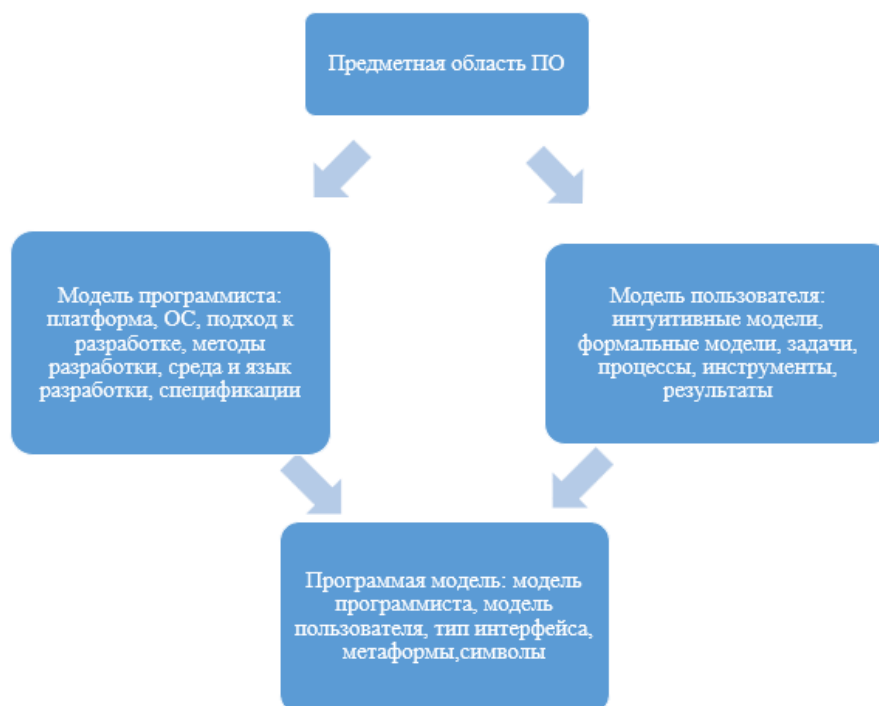 Предметная область ПО
Модель программиста:
платформа, ОС, подход к
разработке, методы
разработки, среда и язык
разработки, спецификации
Модель пользователя:
интуитивные модели,
формальные модели, задачи,
процессы, инструменты,
результаты
Программая модель: модель
программиста, модель
пользователя, тип интерфейса,
метаформы,символы